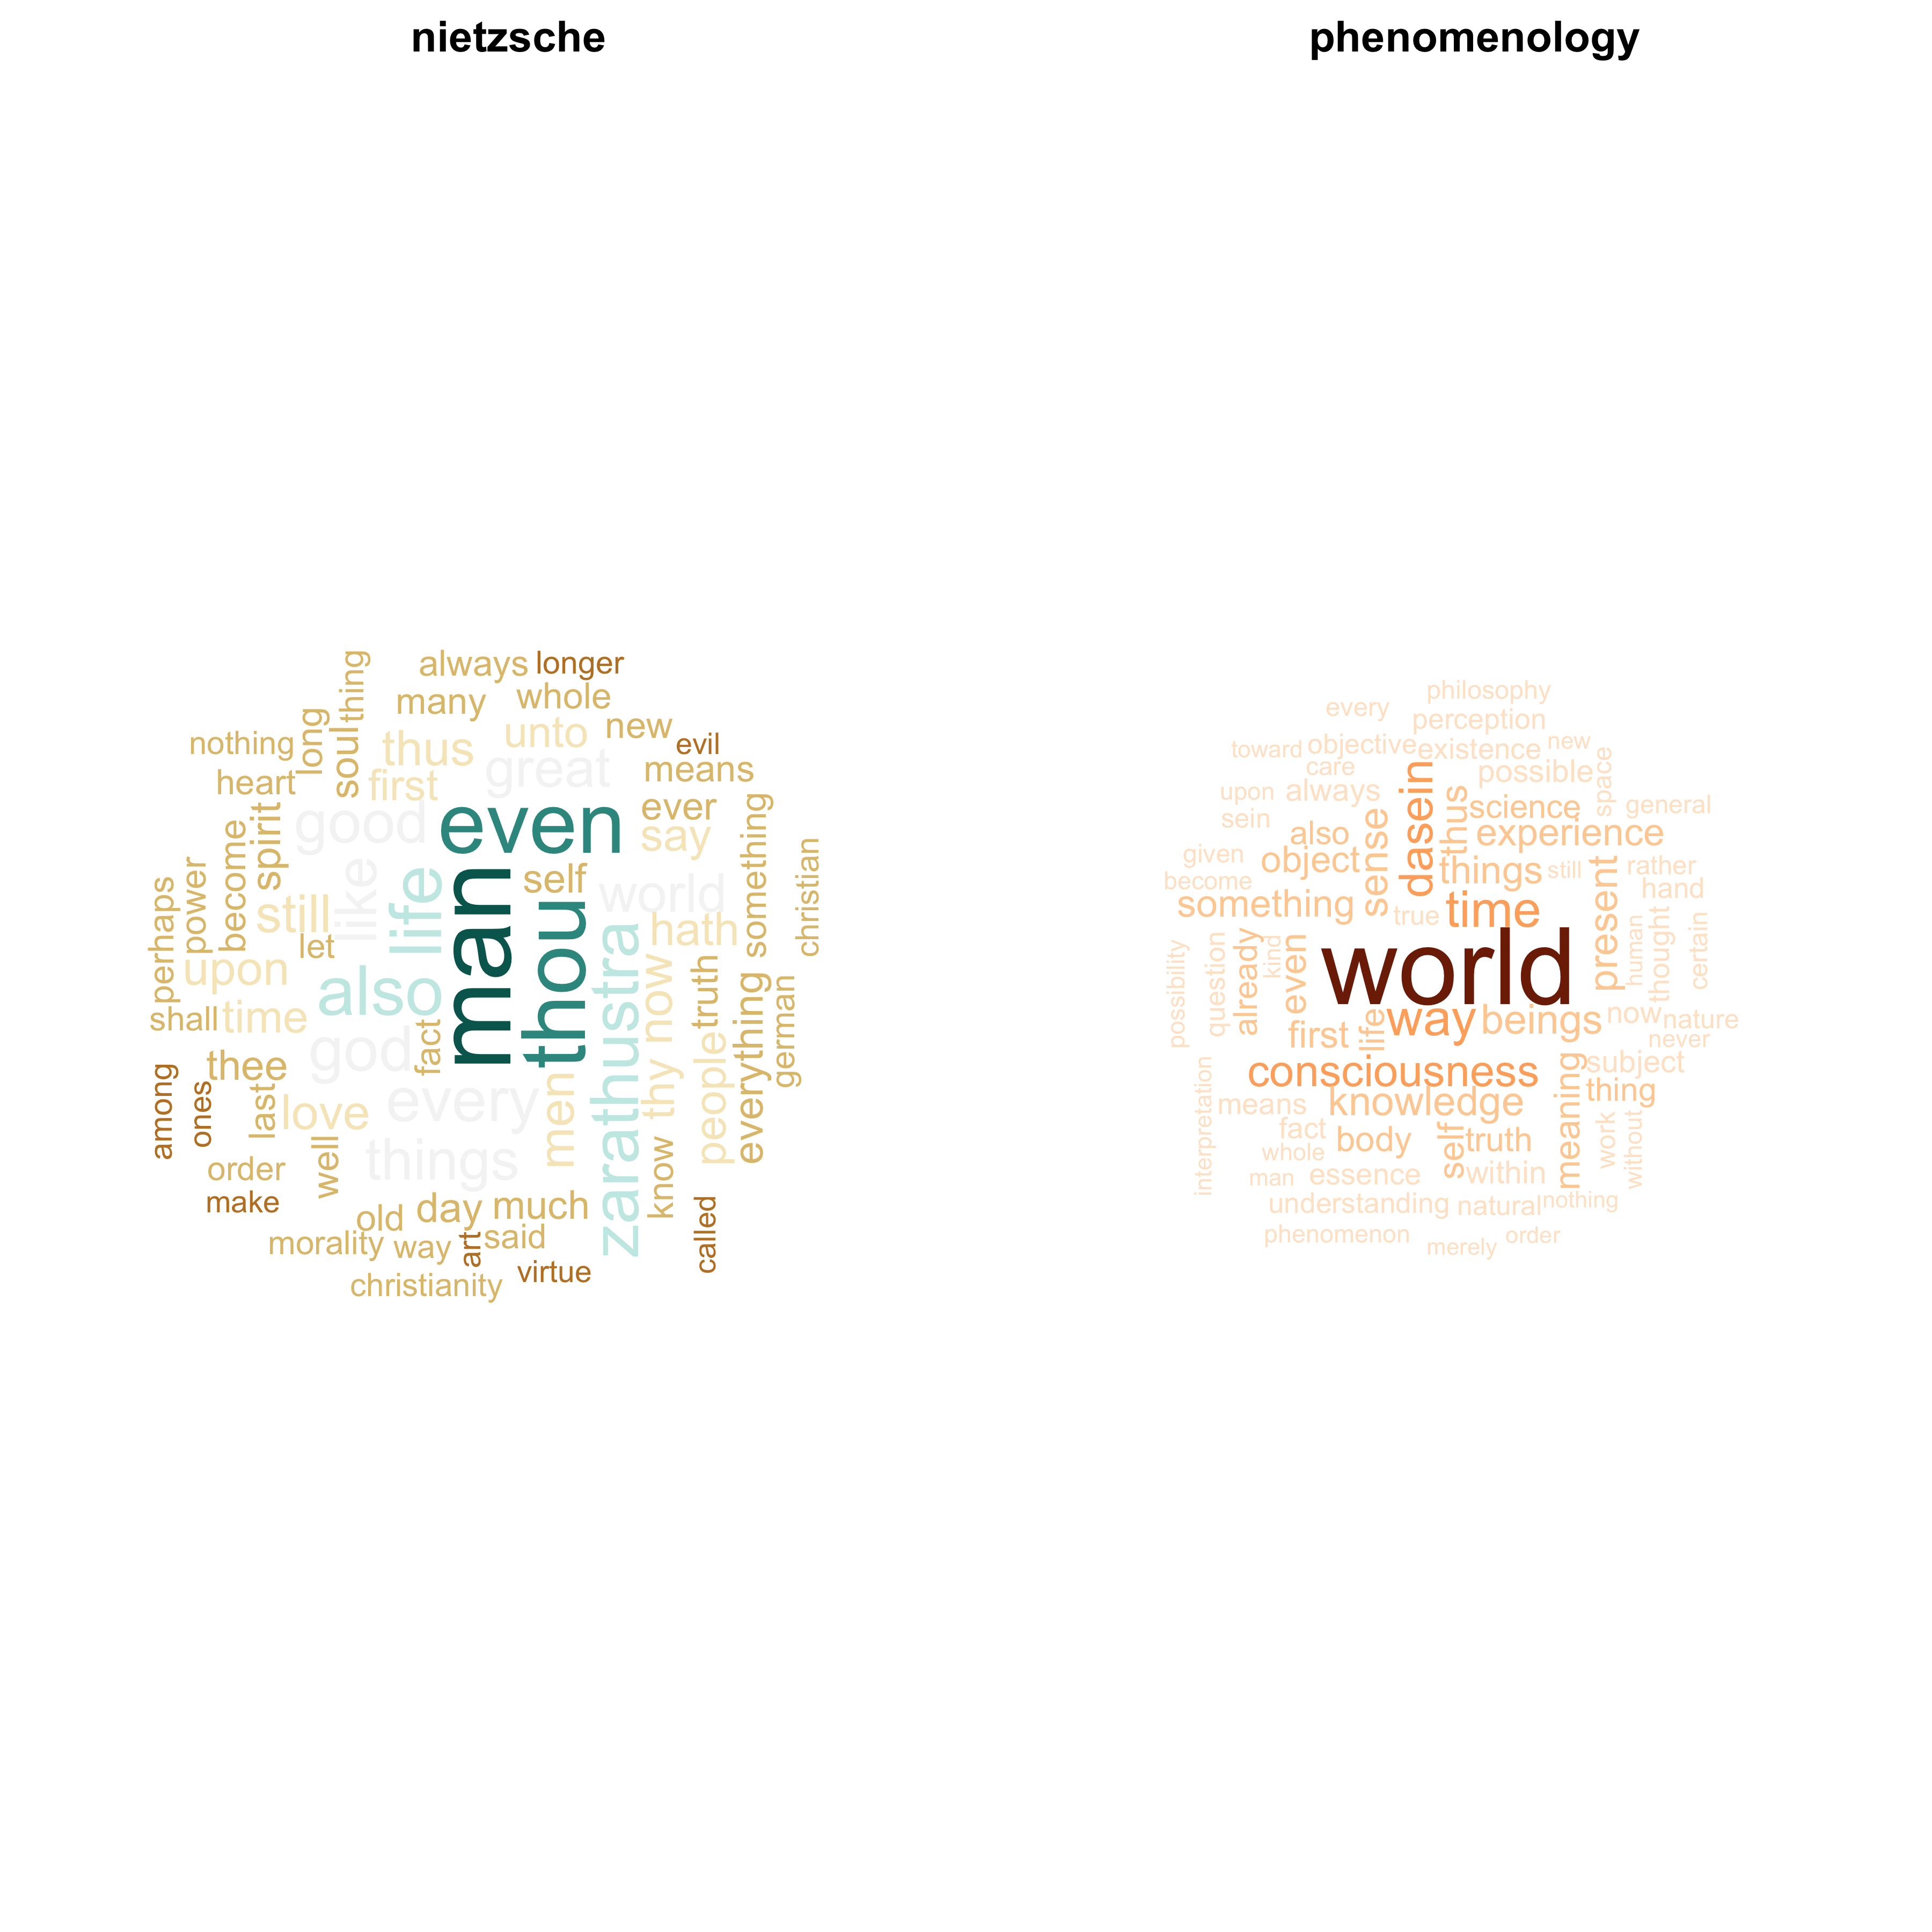 nietzsche
phenomenology
always
longer
many
whole
thing
long
soul
nothing
heart
thus
unto
new
evil
first
great
means
good
even
ever
say
spirit
become
power
perhaps
like
life
man
self
thou
world
something
christian
still
let
hath
upon
also
zarathustra
now
truth
everything
german
shall
time
god
fact
thy
people
thee
among
ones
last
love
every
men
well
things
know
order
make
old
day
much
called
morality
way
art
said
virtue
christianity
philosophy
every
perception
toward
objective
existence
new
care
possible
space
upon
always
dasein
science
general
sein
also
sense
thus
experience
given
object
things
still
rather
become
hand
something
true
time
present
world
possibility
question
already
kind
even
human
thought
certain
first
life
way
beings
now
nature
never
consciousness
meaning
subject
interpretation
means
knowledge
thing
fact
body
self
truth
work
without
whole
man
essence
within
understanding
natural
nothing
phenomenon
merely
order